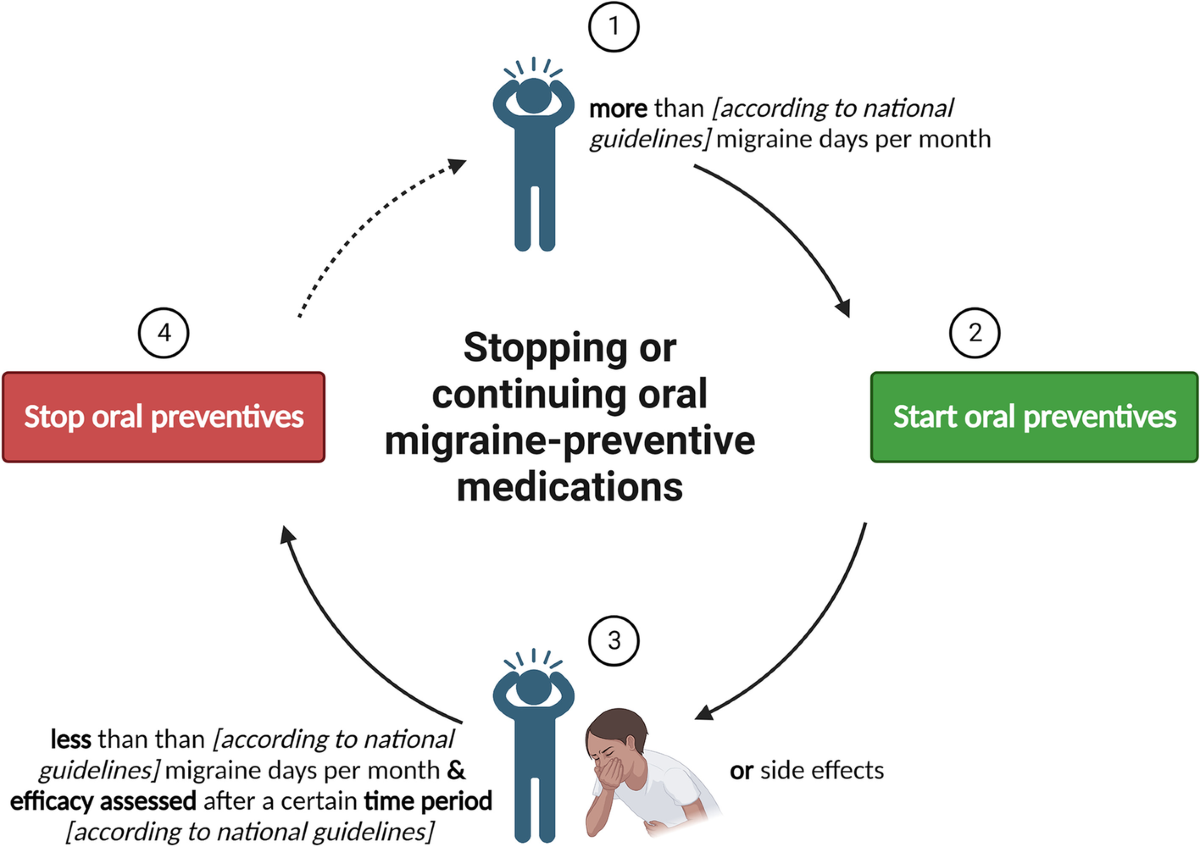 1
more than [according to national
guidelines] migraine days per month
4
2
Stopping or
continuing oral
migraine-preventive
medications
Stop oral preventives
Start oral preventives
3
less than than [according to national
guidelines] migraine days per month &
efficacy assessed after a certain time period
[according to national guidelines]
or side effects